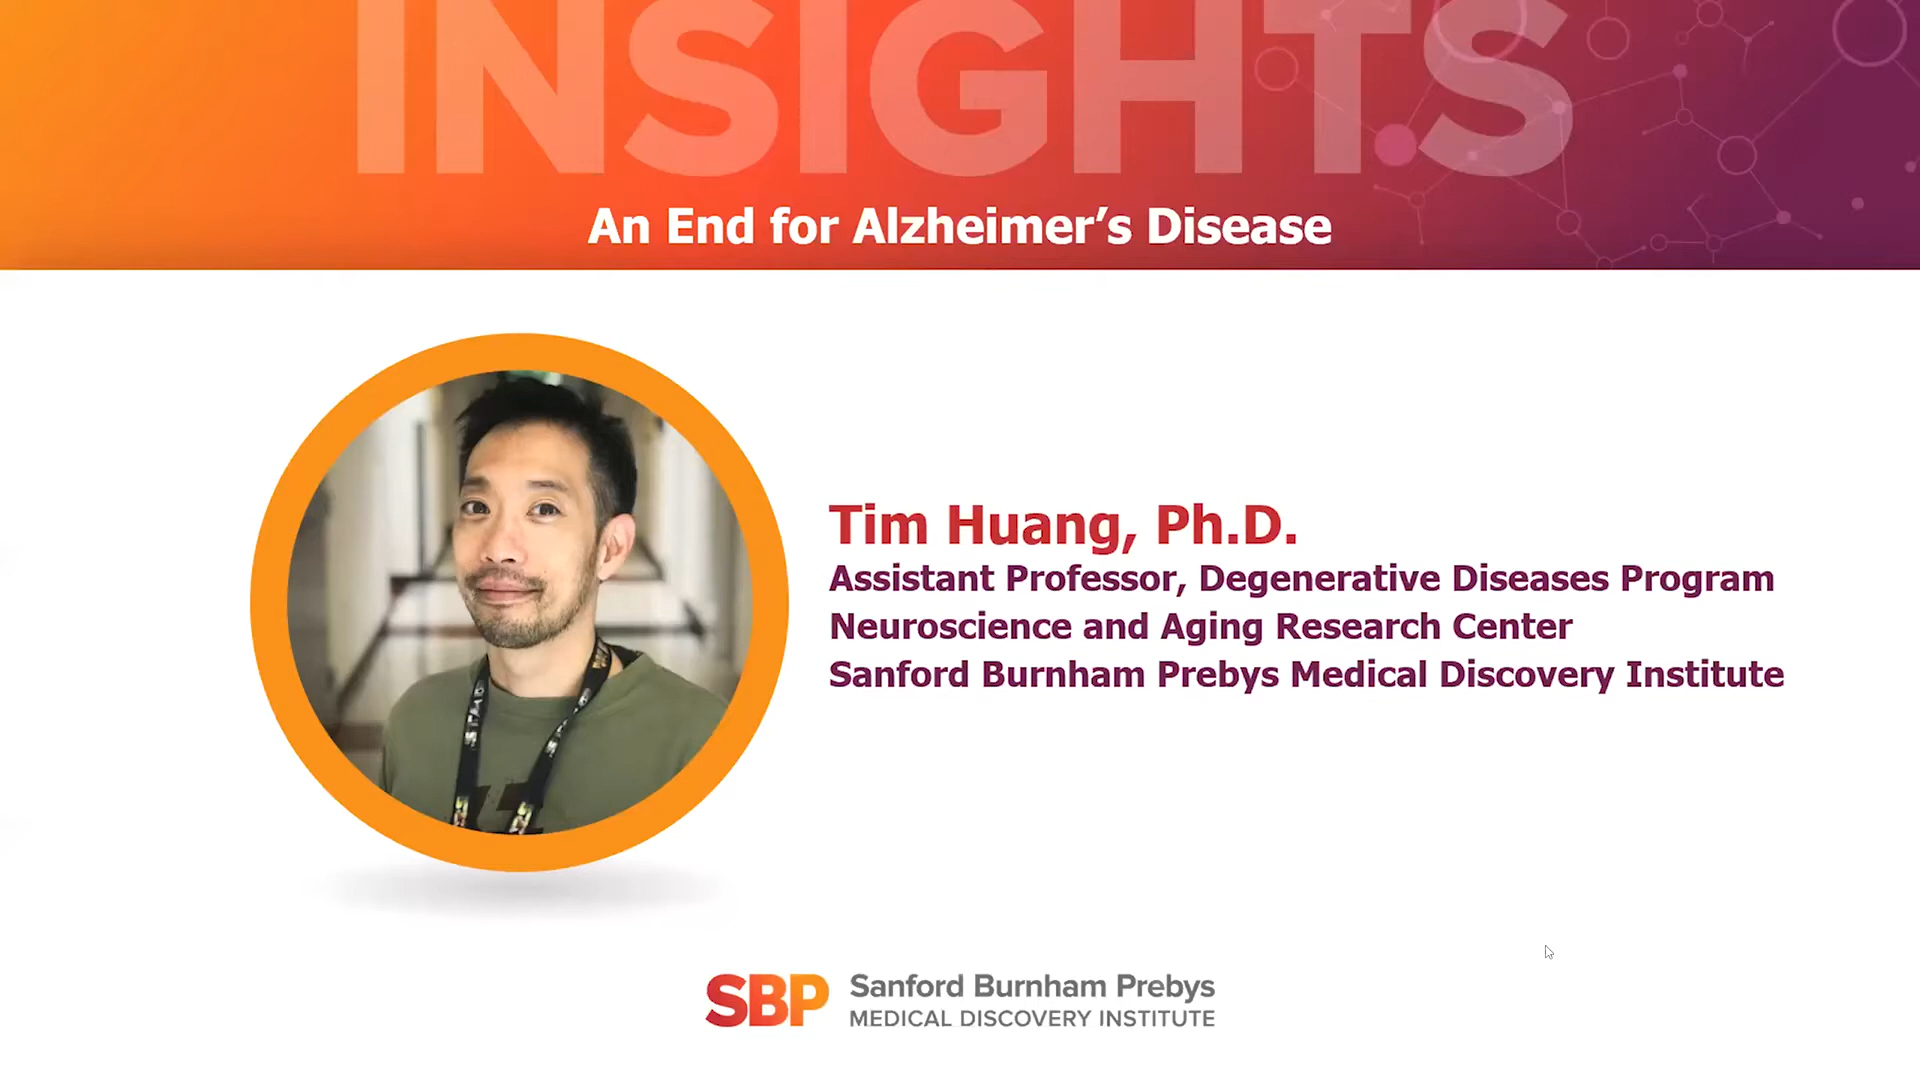 INSIGHTS
An End for Alzheimer’s Disease
Tim Huang, Ph.D.
Assistant Professor, Degenerative Diseases Program
Neuroscience and Aging Research Center
Sanford Burnham Prebys Medical Discovery Institute
SBP Sanford Burnham Prebys
MEDICAL DISCOVERY INSTITUTE